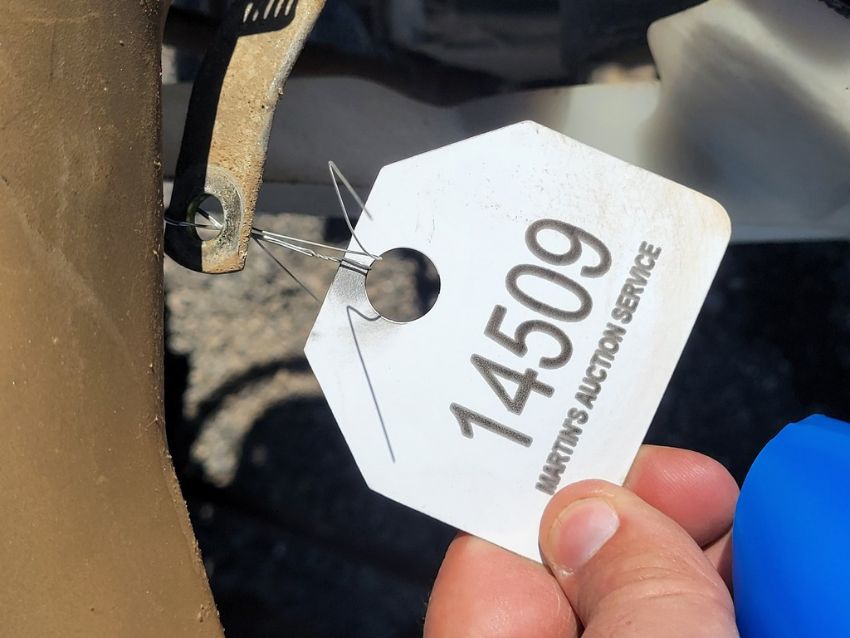 14509
MARTIN'S AUCTION SERVICE